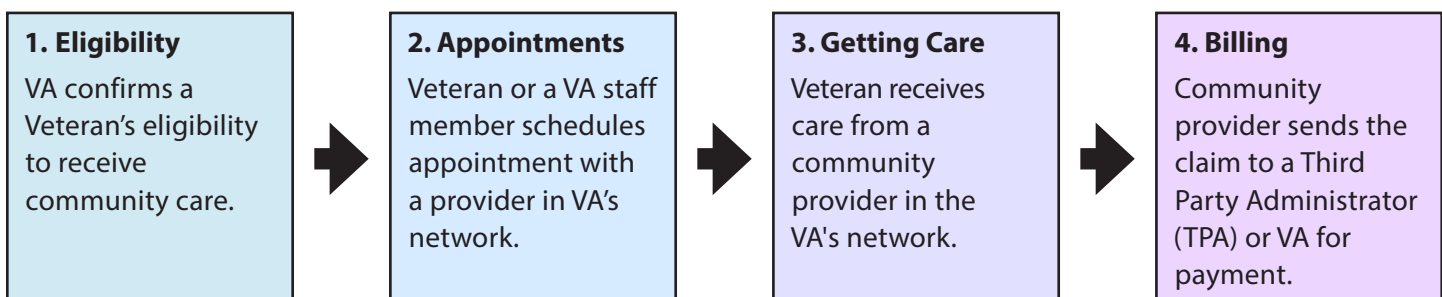 1. Eligibility
VA confirms a
Veteran’s eligibility
to receive
community care.
2. Appointments
Veteran or a VA staff
member schedules
appointment with
a provider in VA’s
network.
3. Getting Care
Veteran receives
care from a
community
provider in the
VA's network.
4. Billing
Community
provider sends the
claim to a Third
Party Administrator
(TPA) or VA for
payment.